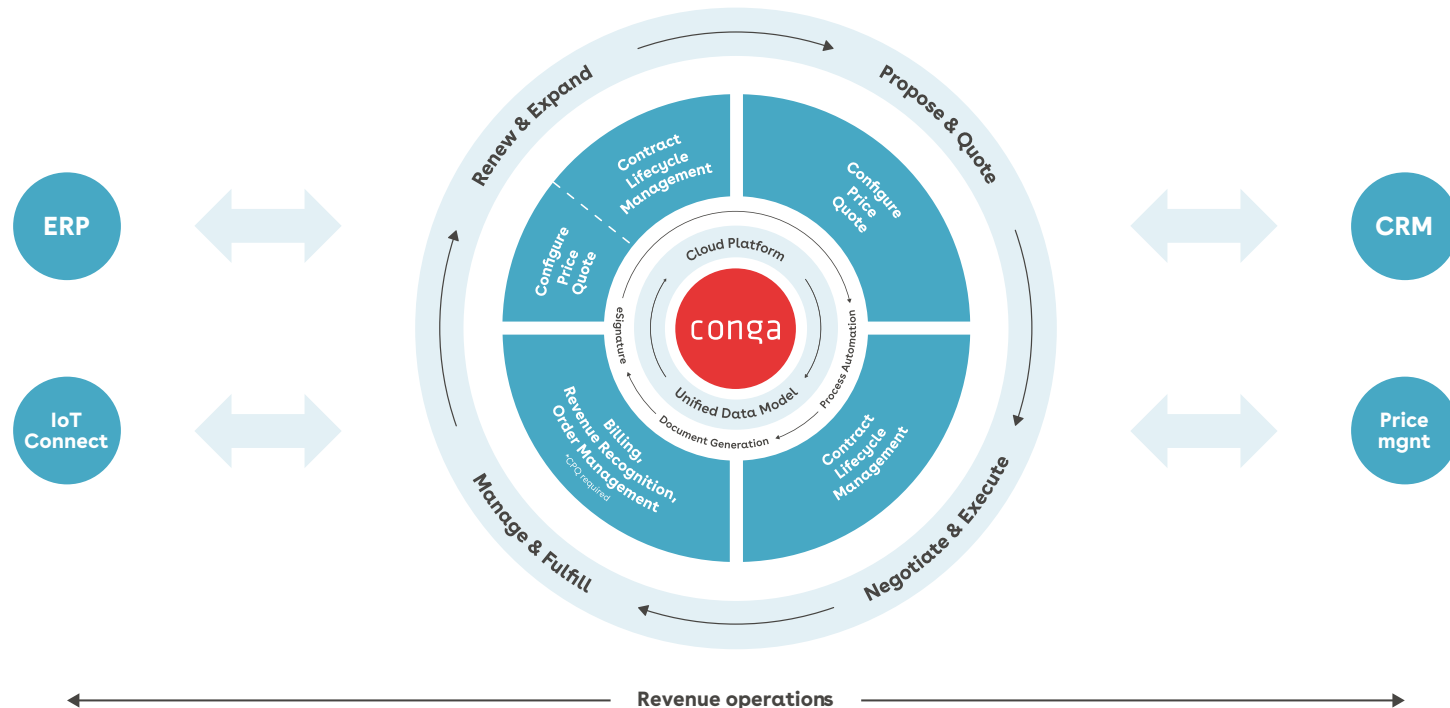 Renew & Expand
Propose & Quote
Contract
Lifecycle
Management
Configure
Price
Quote
Configure
Price
Quote
ERP
CRM
Cloud Platform
conga
eSignature
Process Automation
Unified Data Model
Document Generation
IoT
Connect
Price
mgnt
Billing,
Revenue Recognition,
Order Management
*CPQ required
Contract
Lifecycle
Management
Manage & Fulfill
Negotiate & Execute
Revenue operations